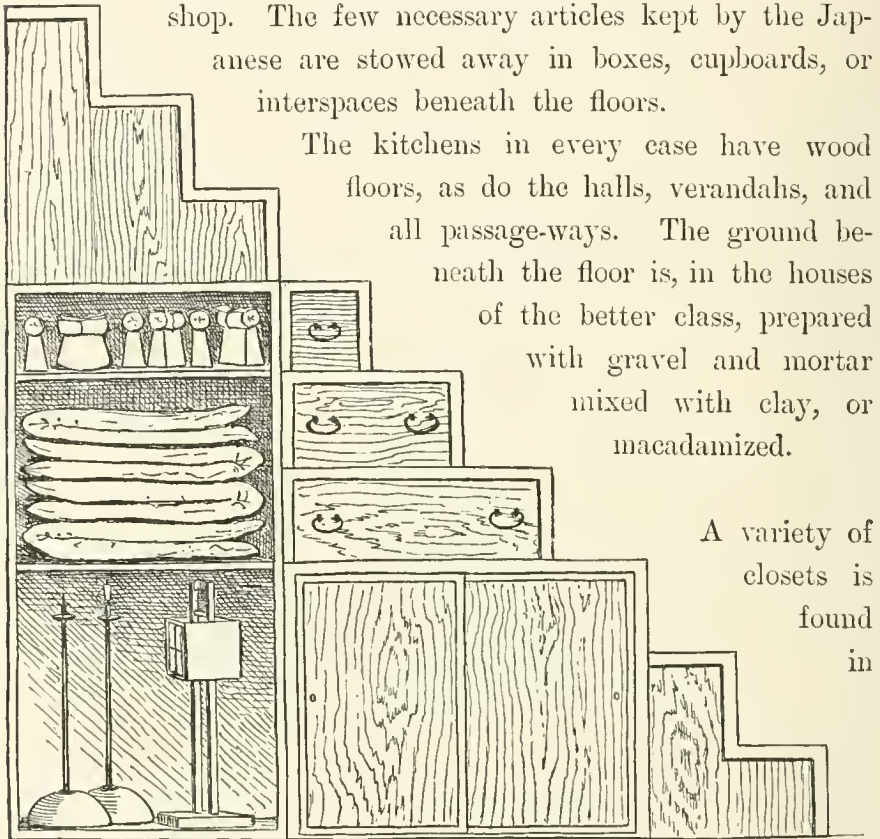 shop. The few necessary articles kept by the Jap-
anese are stowed away in boxes, cupboards, or
interspaces beneath the floors.
The kitchens in every case have wood
floors, as do the halls, verandahs, and
all passage-ways. The ground be-
neath the floor is, in the houses
of the better class, prepared
with gravel and mortar
mixed with clay, or
macadamized.
A variety of
closets is
found
in